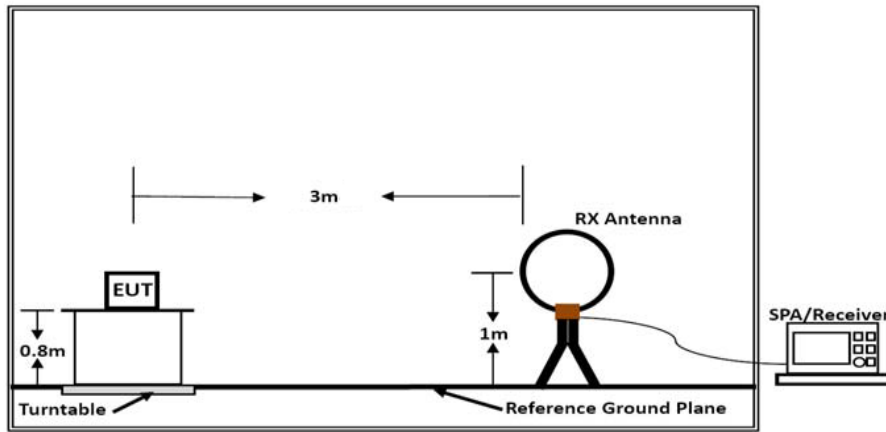 3m
RX Antenna
EUT
SPA/Receiver
0.8m
1m
Turntable
Reference Ground Plane